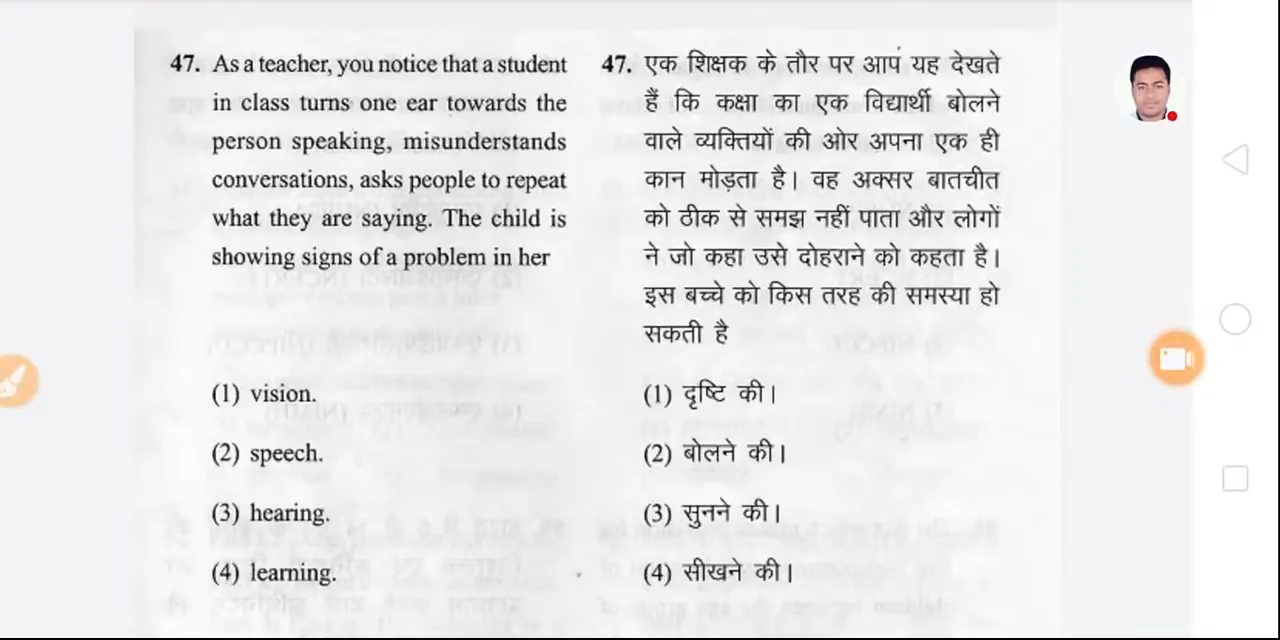 47. As a teacher, you notice that a student
in class turns one ear towards the
person speaking, misunderstands
conversations, asks people to repeat
what they are saying. The child is
showing signs of a problem in her
(1) vision.
(2) speech.
(3) hearing.
(4) learning.
47. एक शिक्षक के तौर पर आप यह देखते
हैं कि कक्षा का एक विद्यार्थी बोलने
वाले व्यक्तियों की ओर अपना एक ही
कान मोड़ता है। वह अक्सर बातचीत
को ठीक से समझ नहीं पाता और लोगों
ने जो कहा उसे दोहराने को कहता है।
इस बच्चे को किस तरह की समस्या हो
सकती है
(1) दृष्टि की।
(2) बोलने की।
(3) सुनने की।
(4) सीखने की।